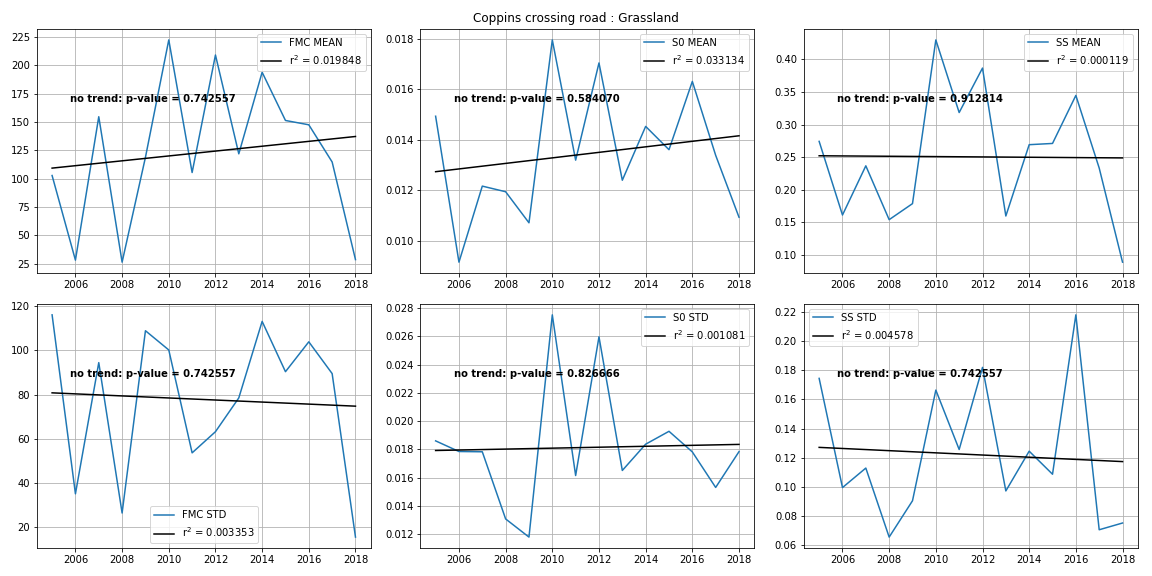 Coppins crossing road : Grassland
FMC MEAN
r² = 0.019848
no trend: p-value = 0.742557
225
200
175
150
125
100
75
50
25
2006 2008 2010 2012 2014 2016 2018
S0 MEAN
r² = 0.033134
no trend: p-value = 0.584070
0.018
0.016
0.014
0.012
0.010
2006 2008 2010 2012 2014 2016 2018
SS MEAN
r² = 0.000119
no trend: p-value = 0.912814
0.40
0.35
0.30
0.25
0.20
0.15
0.10
2006 2008 2010 2012 2014 2016 2018
120
100
80
60
40
20
no trend: p-value = 0.742557
FMC STD
r² = 0.003353
2006 2008 2010 2012 2014 2016 2018
S0 STD
r² = 0.001081
no trend: p-value = 0.826666
0.028
0.026
0.024
0.022
0.020
0.018
0.016
0.014
0.012
2006 2008 2010 2012 2014 2016 2018
SS STD
r² = 0.004578
no trend: p-value = 0.742557
0.22
0.20
0.18
0.16
0.14
0.12
0.10
0.08
0.06
2006 2008 2010 2012 2014 2016 2018